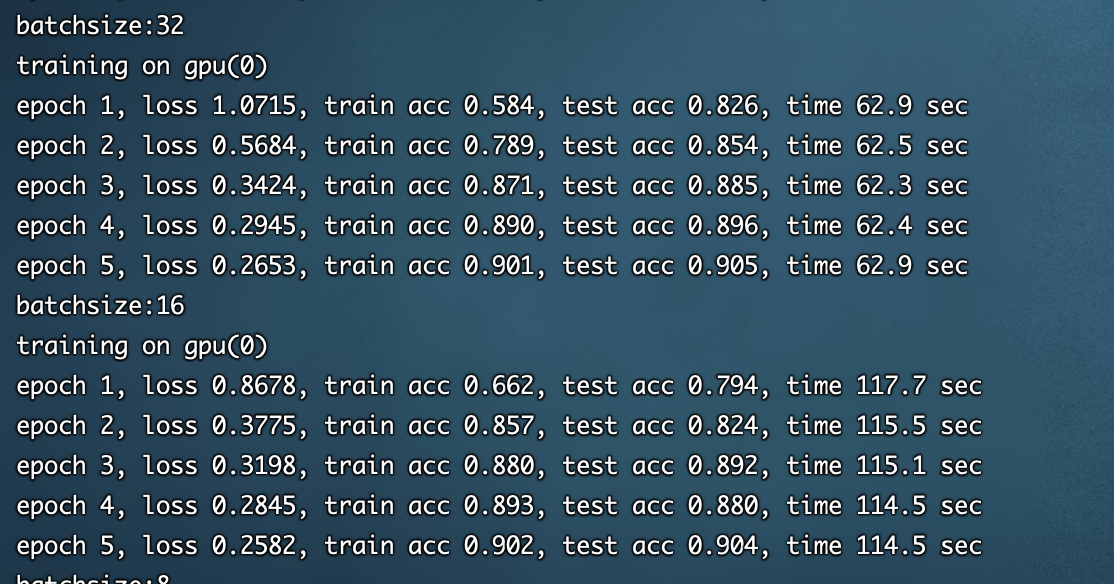 batchsize:32
training on gpu(0)
epoch 1, loss 1.0715, train acc 0.584, test acc 0.826, time 62.9 sec
epoch 2, loss 0.5684, train acc 0.789, test acc 0.854, time 62.5 sec
epoch 3, loss 0.3424, train acc 0.871, test acc 0.885, time 62.3 sec
epoch 4, loss 0.2945, train acc 0.890, test acc 0.896, time 62.4 sec
epoch 5, loss 0.2653, train acc 0.901, test acc 0.905, time 62.9 sec
batchsize:16
training on gpu(0)
epoch 1, loss 0.8678, train acc 0.662, test acc 0.794, time 117.7 sec
epoch 2, loss 0.3775, train acc 0.857, test acc 0.824, time 115.5 sec
epoch 3, loss 0.3198, train acc 0.880, test acc 0.892, time 115.1 sec
epoch 4, loss 0.2845, train acc 0.893, test acc 0.880, time 114.5 sec
epoch 5, loss 0.2582, train acc 0.902, test acc 0.904, time 114.5 sec
batchsize:8